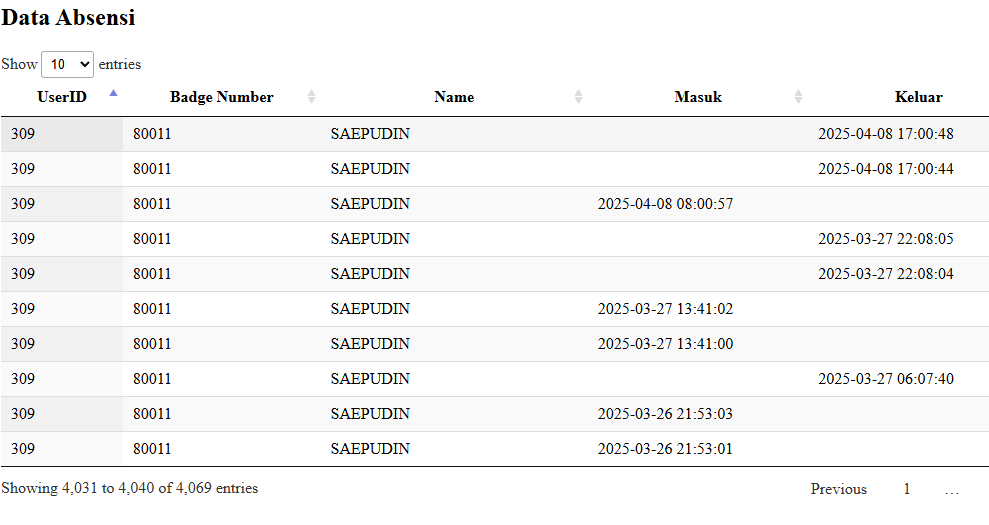 Data Absensi
Show 10 entries
UserID Badge Number Name Masuk Keluar
309 80011 SAEPUDIN 2025-04-08 17:00:48
309 80011 SAEPUDIN 2025-04-08 17:00:44
309 80011 SAEPUDIN 2025-04-08 08:00:57
309 80011 SAEPUDIN 2025-03-27 22:08:05
309 80011 SAEPUDIN 2025-03-27 22:08:04
309 80011 SAEPUDIN 2025-03-27 13:41:02
309 80011 SAEPUDIN 2025-03-27 13:41:00
309 80011 SAEPUDIN 2025-03-27 06:07:40
309 80011 SAEPUDIN 2025-03-26 21:53:03
309 80011 SAEPUDIN 2025-03-26 21:53:01
Showing 4,031 to 4,040 of 4,069 entries Previous 1 …